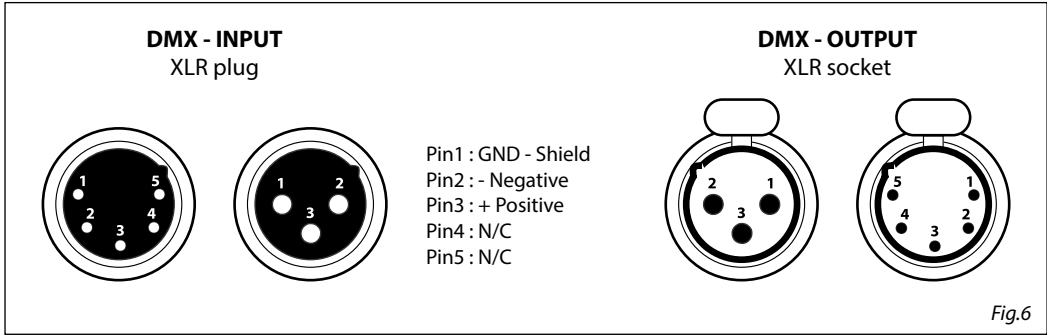 DMX - INPUT
XLR plug
DMX - OUTPUT
XLR socket
1 5
2 4
3
1 2
3
Pin1 : GND - Shield
Pin2 : - Negative
Pin3 : + Positive
Pin4 : N/C
Pin5 : N/C
2 1
3
5 1
4 2
3
Fig.6